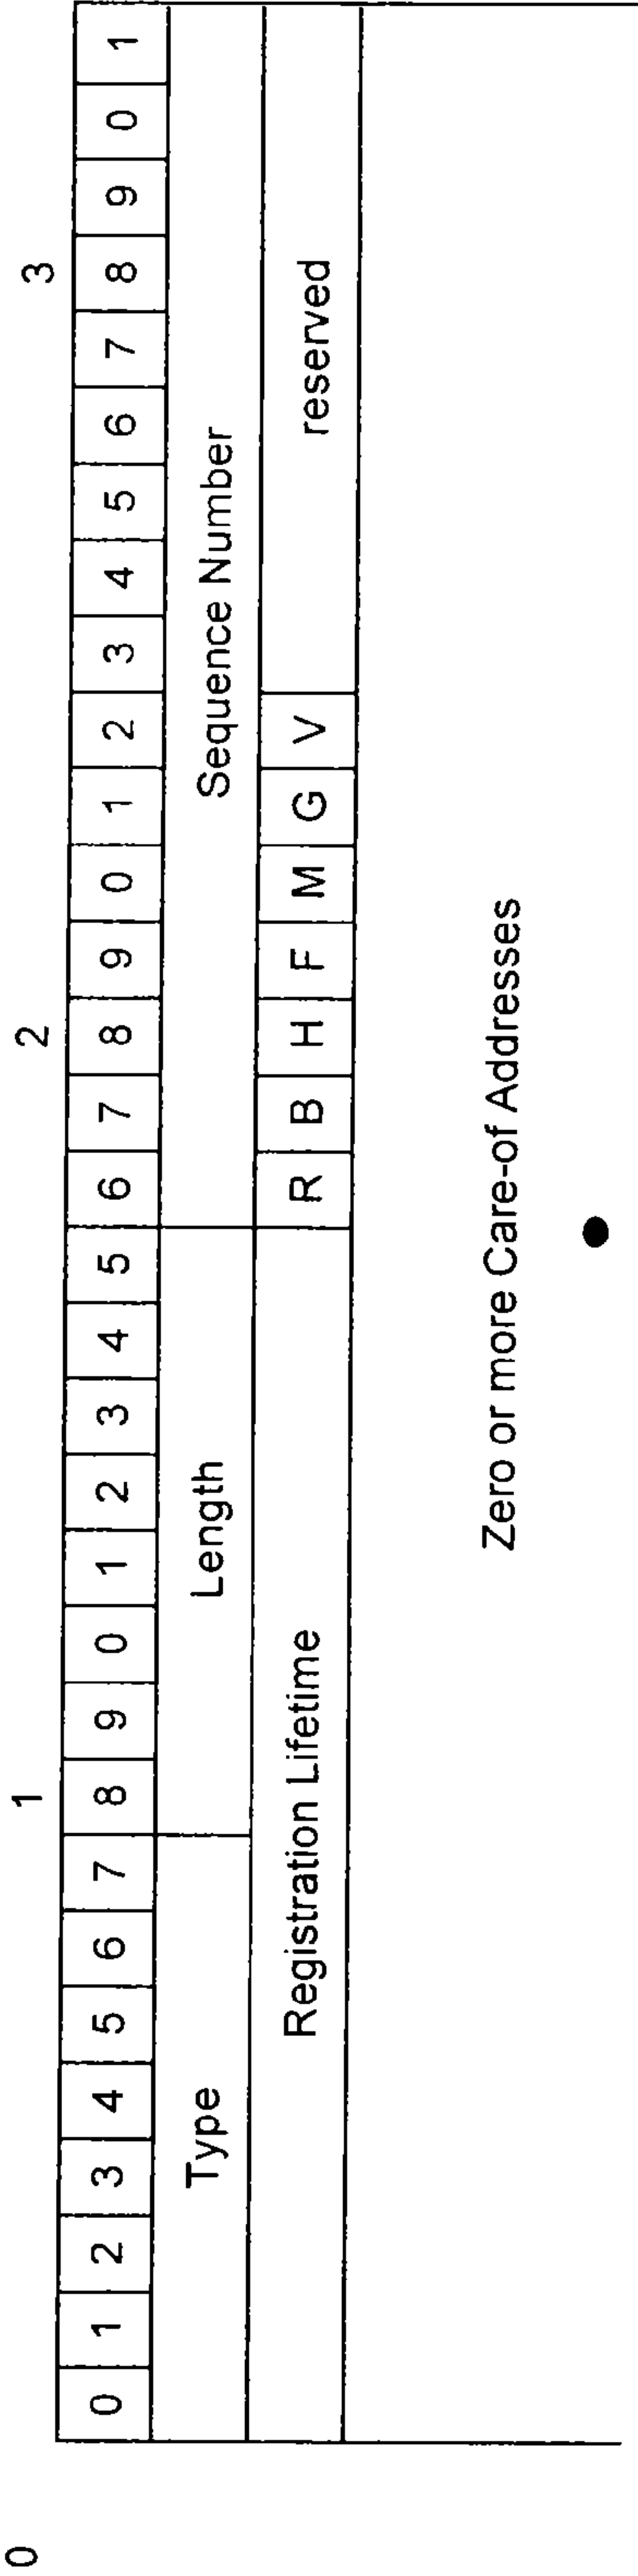 0 1 2 3
0 1 2 3 4 5 6 7 8 9 0 1 2 3 4 5 6 7 8 9 0 1 2 3 4 5 6 7 8 9 0 1
Type Length Sequence Number
Registration Lifetime R B H F M G V reserved
Zero or more Care-of Addresses